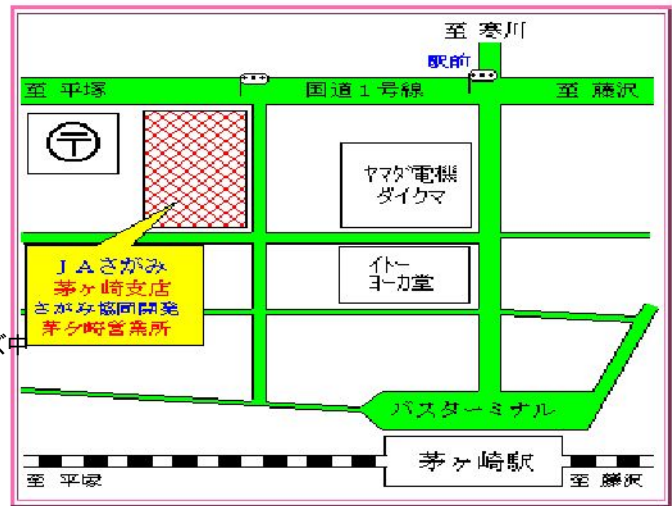 至 寒川
駅前
至 平塚
国道1号線
至 藤沢
〒
ヤマダ電機
ダイクマ
JAさがみ
茅ヶ崎支店
さがみ協同開発
茅ケ崎営業所
イトー
ヨーカ堂
バスターミナル
茅ヶ崎駅
至 平塚
至 藤沢